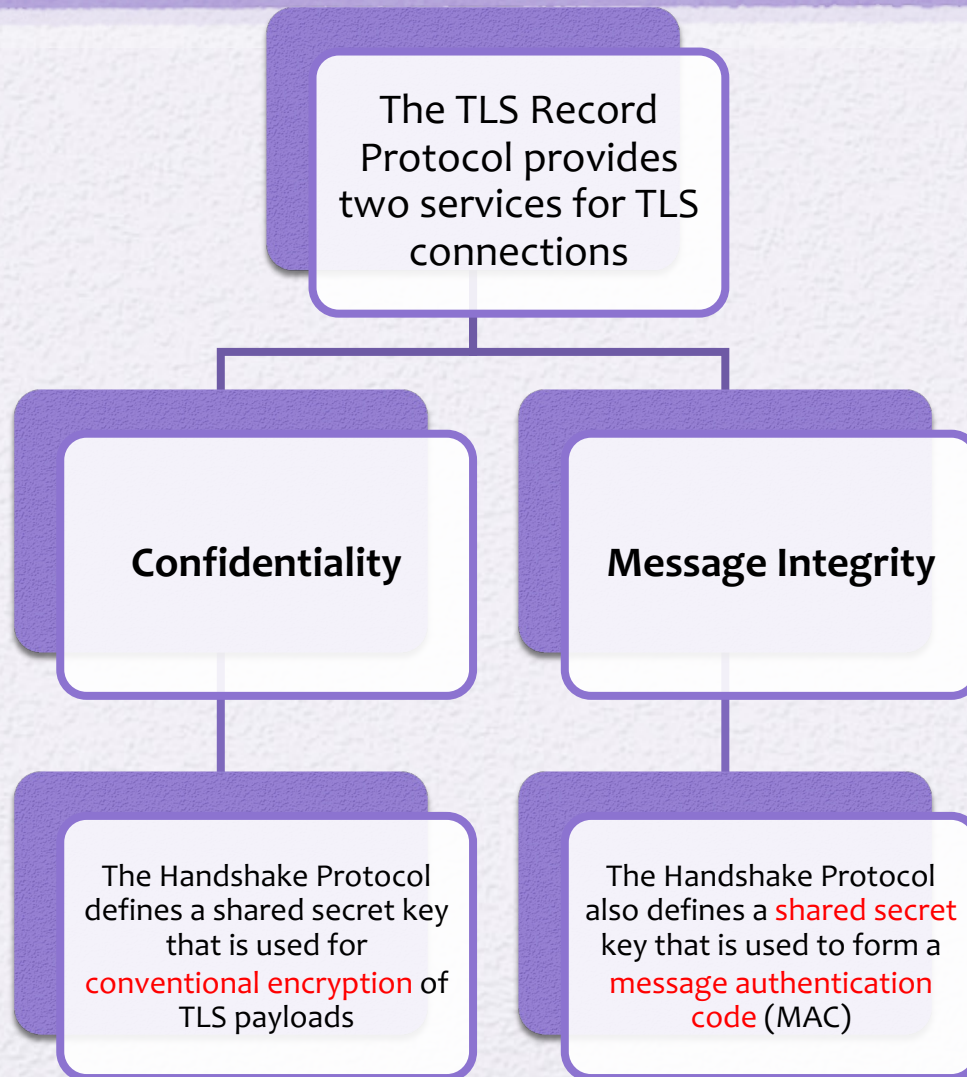 The TLS Record
Protocol provides
two services for TLS
connections
Confidentiality
Message Integrity
The Handshake Protocol
defines a shared secret key
that is used for
conventional encryption of
TLS payloads
The Handshake Protocol
also defines a shared secret
key that is used to form a
message authentication
code (MAC)